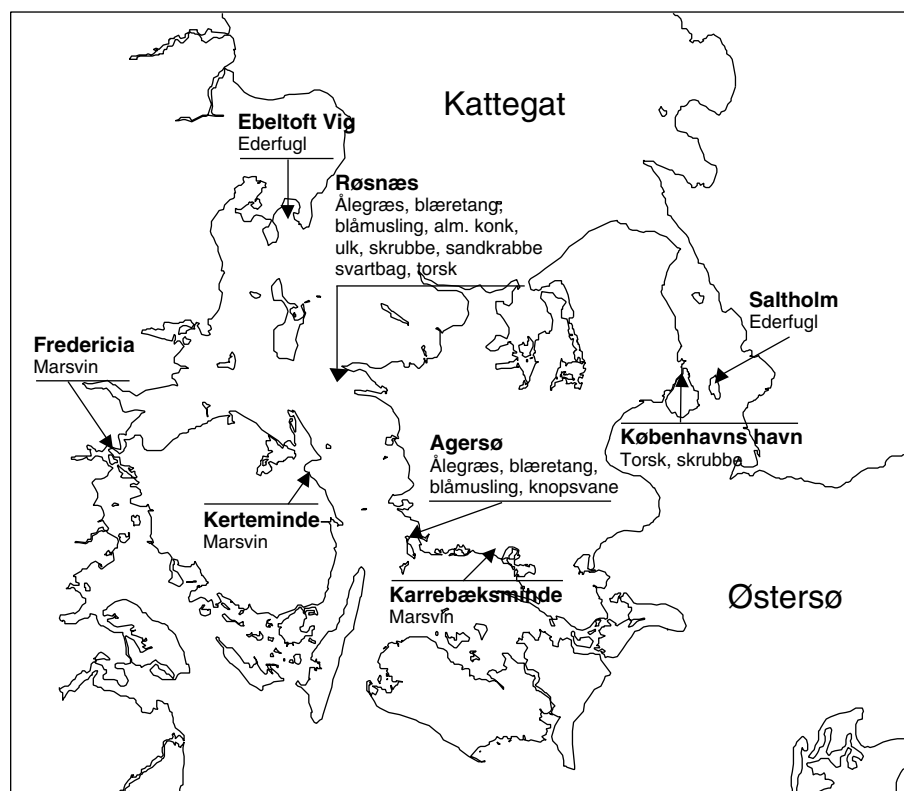 Kattegat
Ebeltoft Vig
Ederfugl
Røsnæs
Ålegræs, blæretang,
blåmusling, alm. konk,
ulk, skrubbe, sandkrabbe
svartbag, torsk
Saltholm
Ederfugl
Fredericia
Marsvin
Københavns havn
Torsk, skrubbe
Agersø
Ålegræs, blæretang,
blåmusling, knopsvane
Kerteminde
Marsvin
Karrebæksminde
Marsvin
Østersø